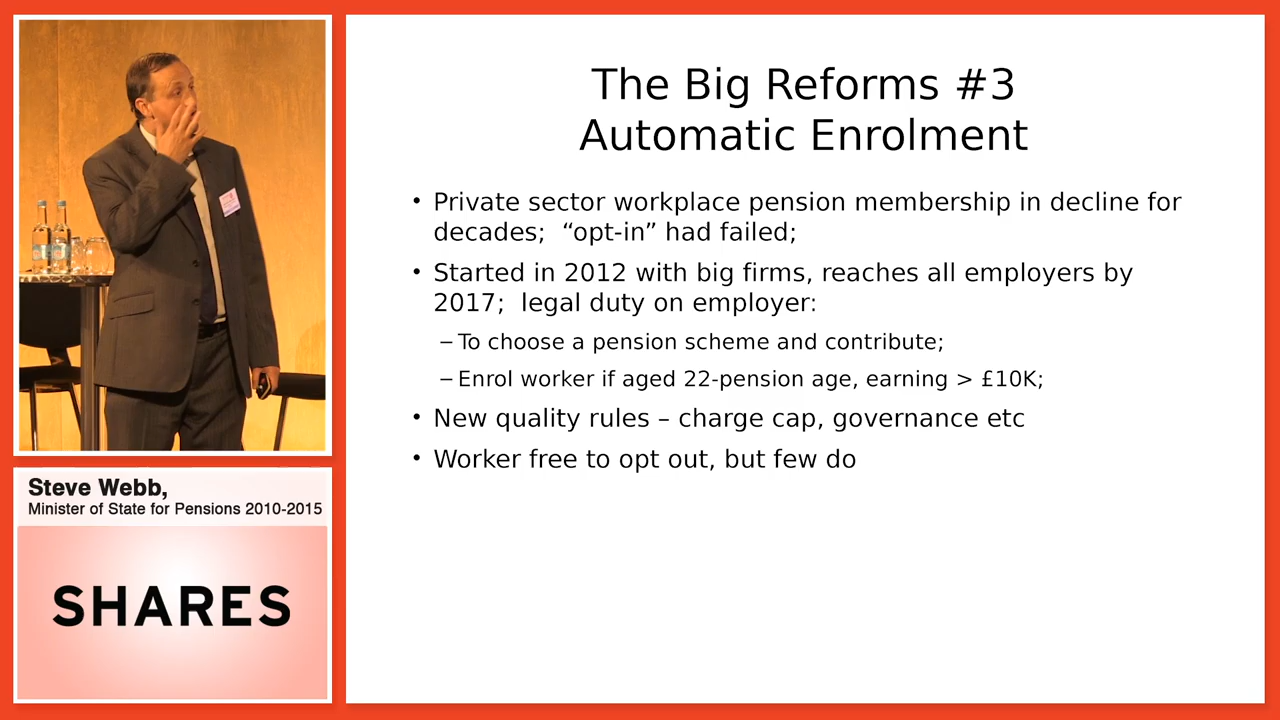 The Big Reforms #3
Automatic Enrolment
• Private sector workplace pension membership in decline for
decades;  “opt-in” had failed;
• Started in 2012 with big firms, reaches all employers by
2017;  legal duty on employer:
– To choose a pension scheme and contribute;
– Enrol worker if aged 22-pension age, earning > £10K;
• New quality rules – charge cap, governance etc
• Worker free to opt out, but few do
Steve Webb,
Minister of State for Pensions 2010-2015
SHARES